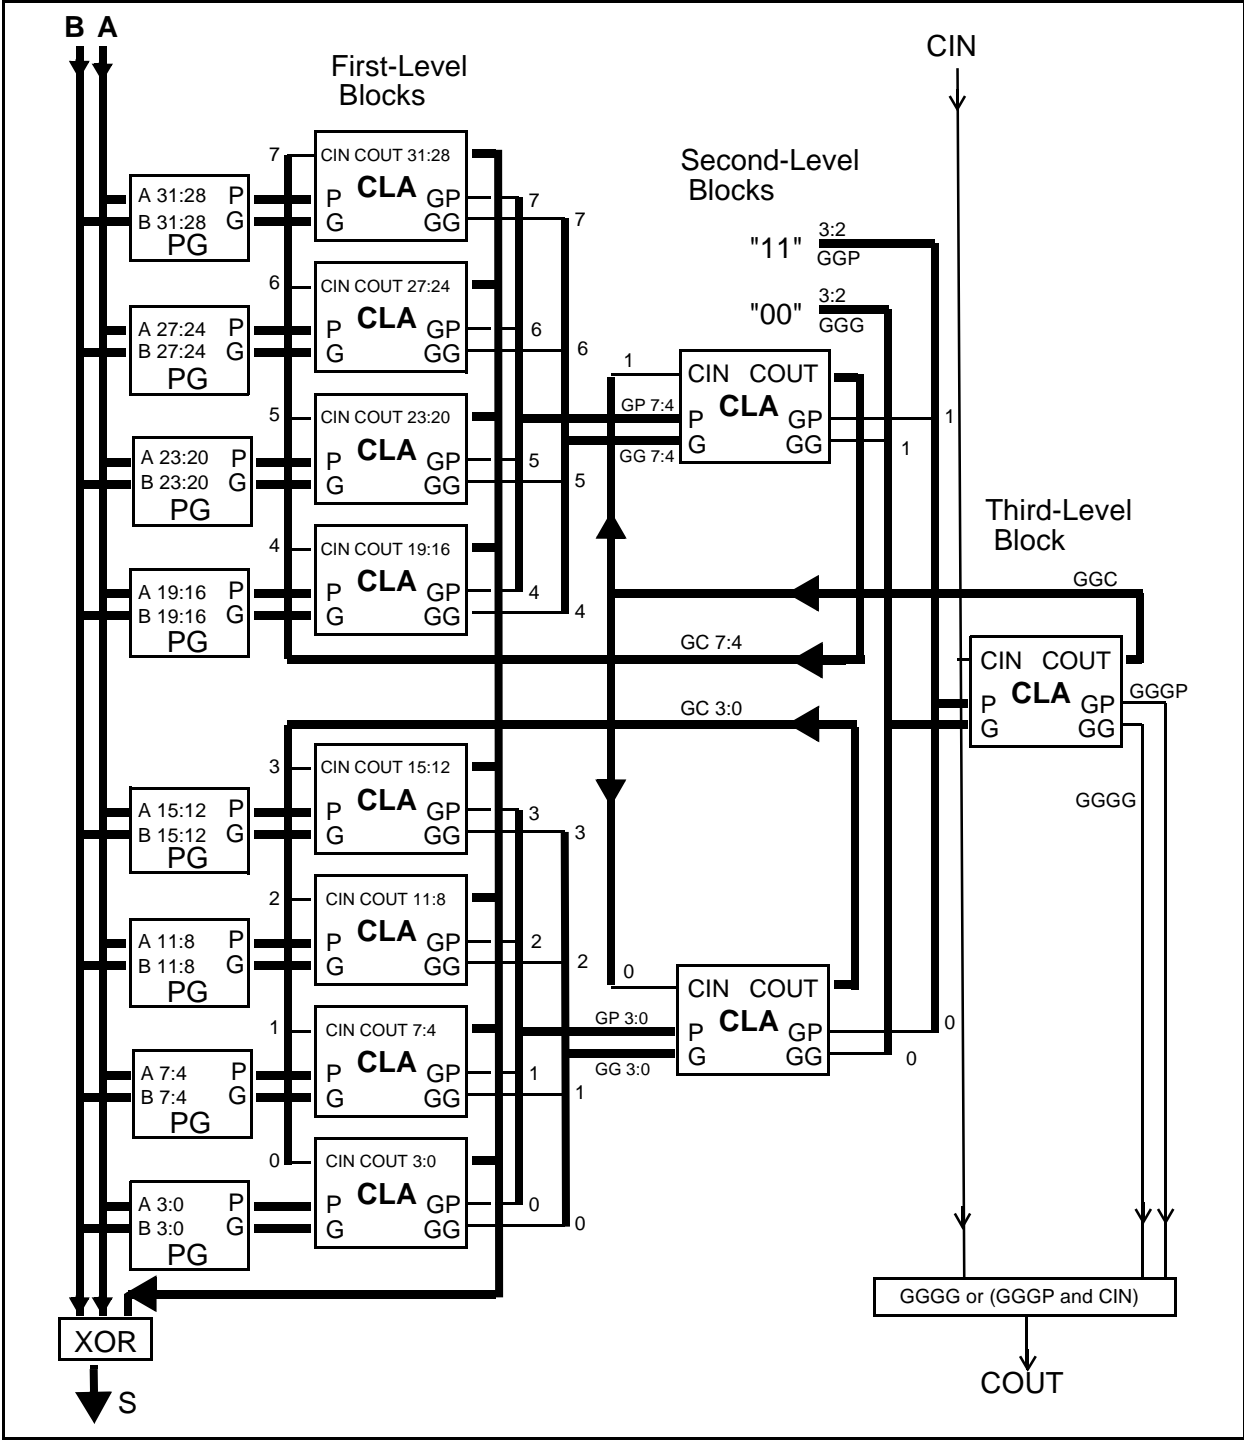 B A
CIN
First-Level
Blocks
Second-Level
Blocks
Third-Level
Block
7
CIN COUT 31:28
CLA
P GP
G GG
7
7
A 31:28 P
B 31:28 G
PG
"11" 3:2
GGP
"00" 3:2
GGG
6
CIN COUT 27:24
CLA
P GP
G GG
6
6
A 27:24 P
B 27:24 G
PG
1
CIN COUT
CLA
P GP
G GG
GP 7:4
GG 7:4
1
1
5
CIN COUT 23:20
CLA
P GP
G GG
5
5
A 23:20 P
B 23:20 G
PG
4
CIN COUT 19:16
CLA
P GP
G GG
4
4
A 19:16 P
B 19:16 G
PG
GGC
GC 7:4
CIN COUT
CLA
P GP
G GG
GGGP
GGGG
GC 3:0
3
CIN COUT 15:12
CLA
P GP
G GG
3
3
A 15:12 P
B 15:12 G
PG
2
CIN COUT 11:8
CLA
P GP
G GG
2
2
A 11:8 P
B 11:8 G
PG
0
CIN COUT
CLA
P GP
G GG
GP 3:0
GG 3:0
0
0
1
CIN COUT 7:4
CLA
P GP
G GG
1
1
A 7:4 P
B 7:4 G
PG
0
CIN COUT 3:0
CLA
P GP
G GG
0
0
A 3:0 P
B 3:0 G
PG
GGGG or (GGGP and CIN)
XOR
COUT
S